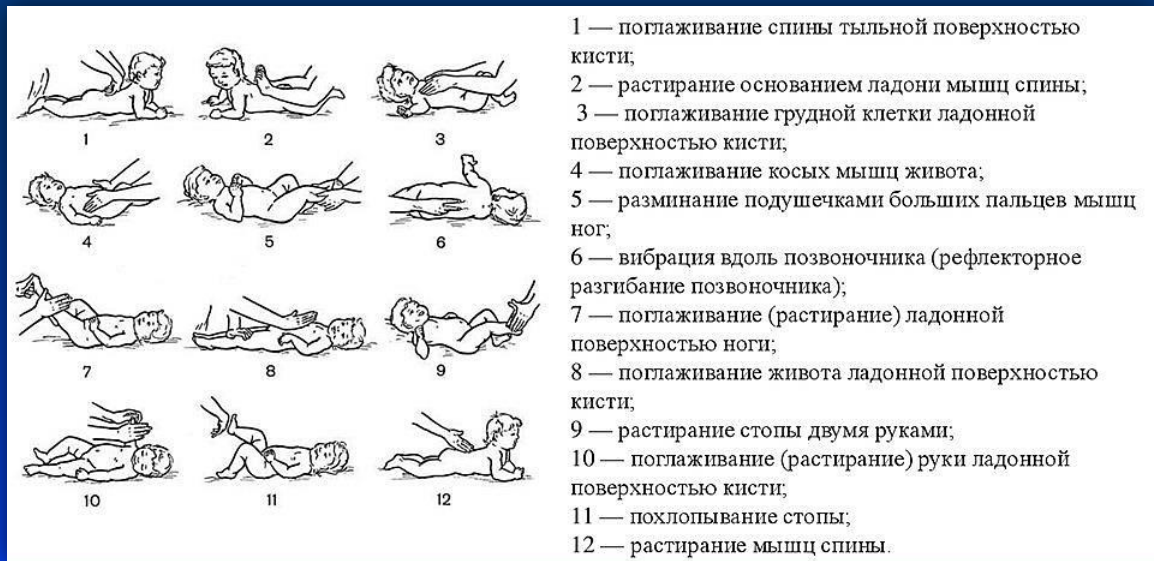 1
2
3
4
5
6
7
8
9
10
11
12
1 — поглаживание спины тыльной поверхностью
кисти;
2 — растирание основанием ладони мышц спины;
3 — поглаживание грудной клетки ладонной
поверхностью кисти;
4 — поглаживание косых мышц живота;
5 — разминание подушечками больших пальцев мышц
ног;
6 — вибрация вдоль позвоночника (рефлекторное
разгибание позвоночника);
7 — поглаживание (растирание) ладонной
поверхностью ноги;
8 — поглаживание живота ладонной поверхностью
кисти;
9 — растирание стопы двумя руками;
10 — поглаживание (растирание) руки ладонной
поверхностью кисти;
11 — похлопывание стопы;
12 — растирание мышц спины.